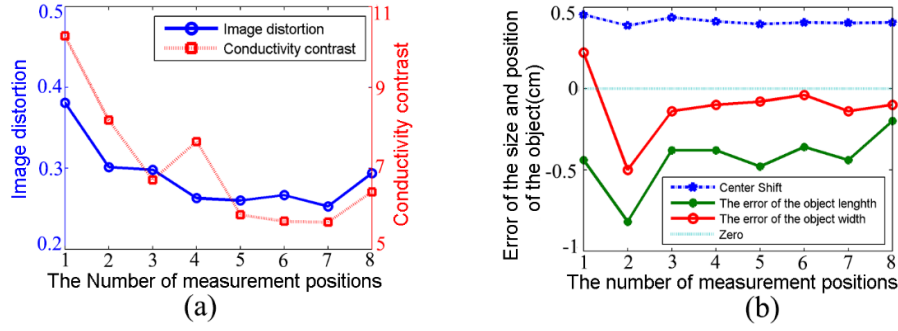 0.5
0.4
0.3
0.2
Image distortion
Image distortion
Conductivity contrast
11
9
7
5
Conductivity contrast
1 2 3 4 5 6 7 8
The Number of measurement positions
(a)
0.5
0
-0.5
-1
Error of the size and position
of the object(cm)
Center Shift
The error of the object lenghth
The error of the object width
Zero
1 2 3 4 5 6 7 8
The number of measurement positions
(b)